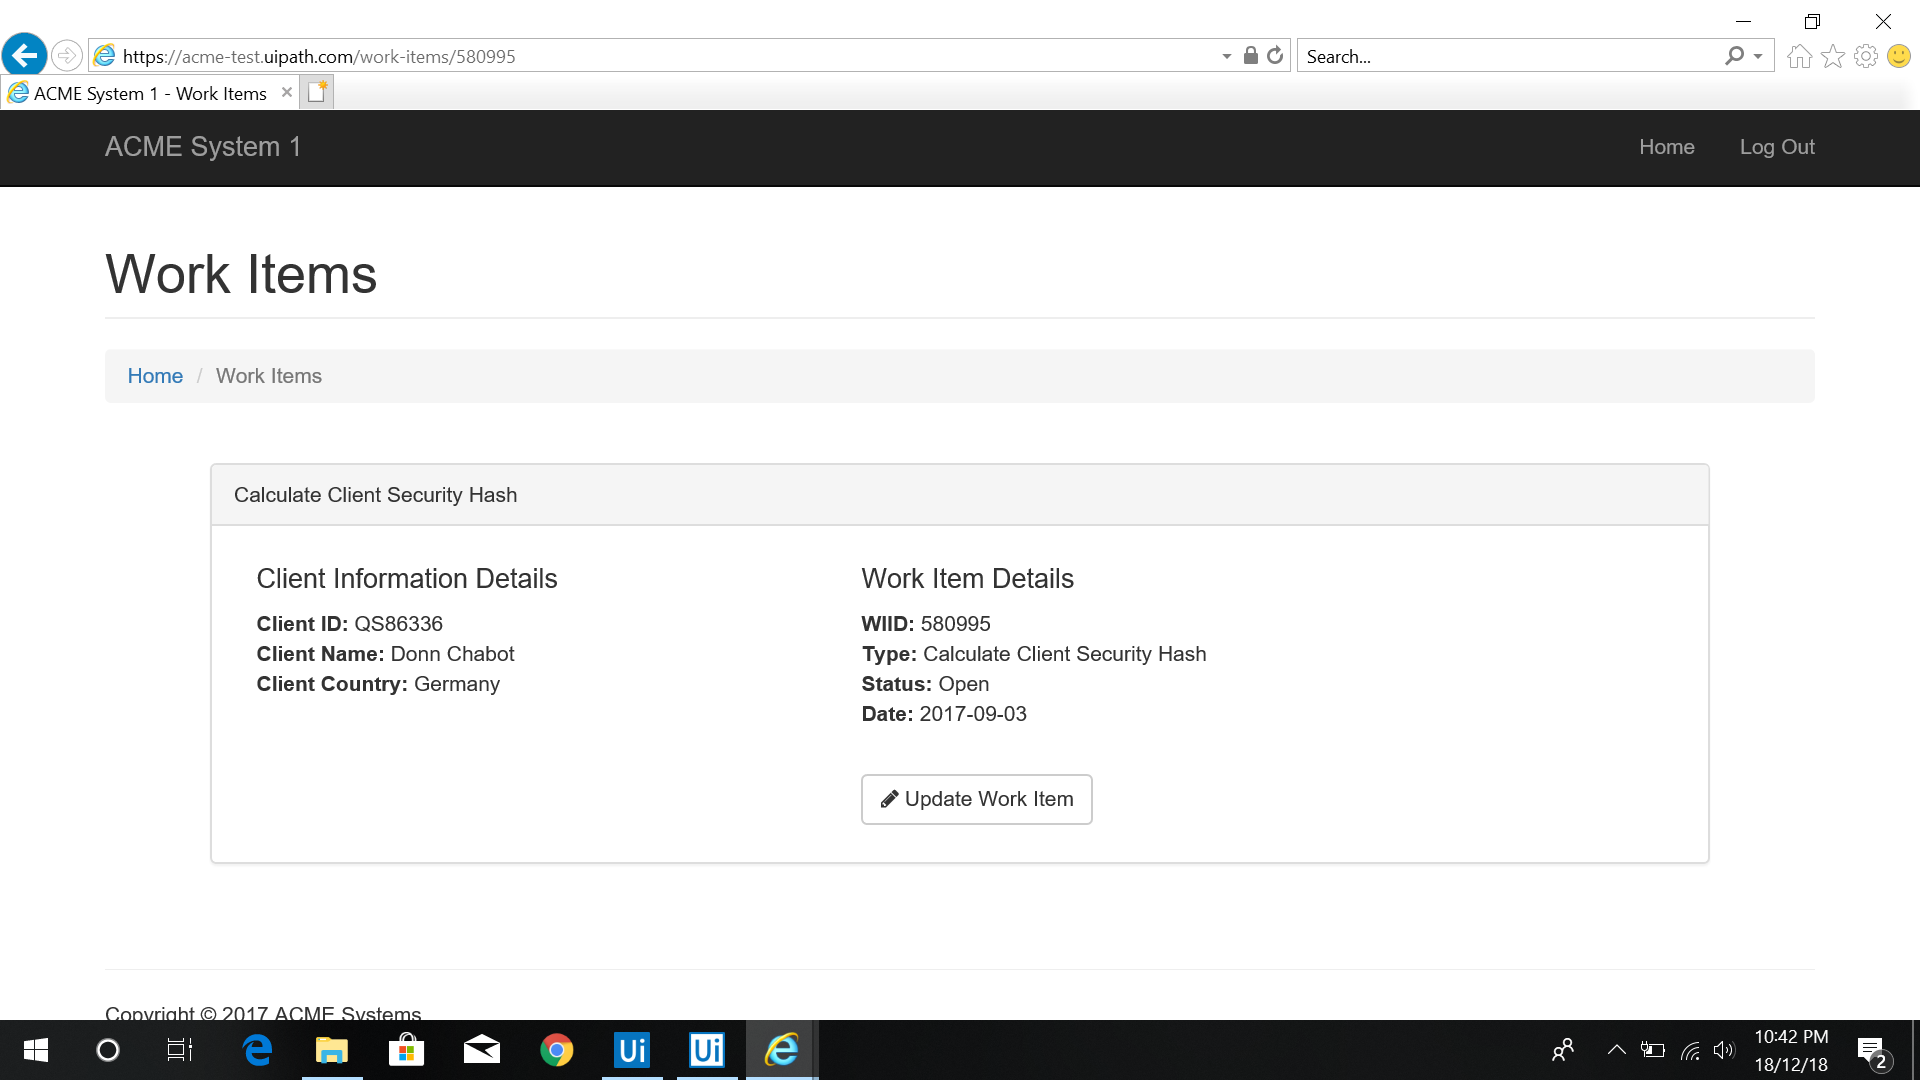 https://acme-test.uipath.com/work-items/580995
Search...
ACME System 1 - Work Items
ACME System 1
Home
Log Out
Work Items
Home / Work Items
Calculate Client Security Hash
Client Information Details
Client ID: QS86336
Client Name: Donn Chabot
Client Country: Germany
Work Item Details
WIID: 580995
Type: Calculate Client Security Hash
Status: Open
Date: 2017-09-03
Update Work Item
Copyright © 2017 ACME Systems
Ui
Ui
10:42 PM
18/12/18
2